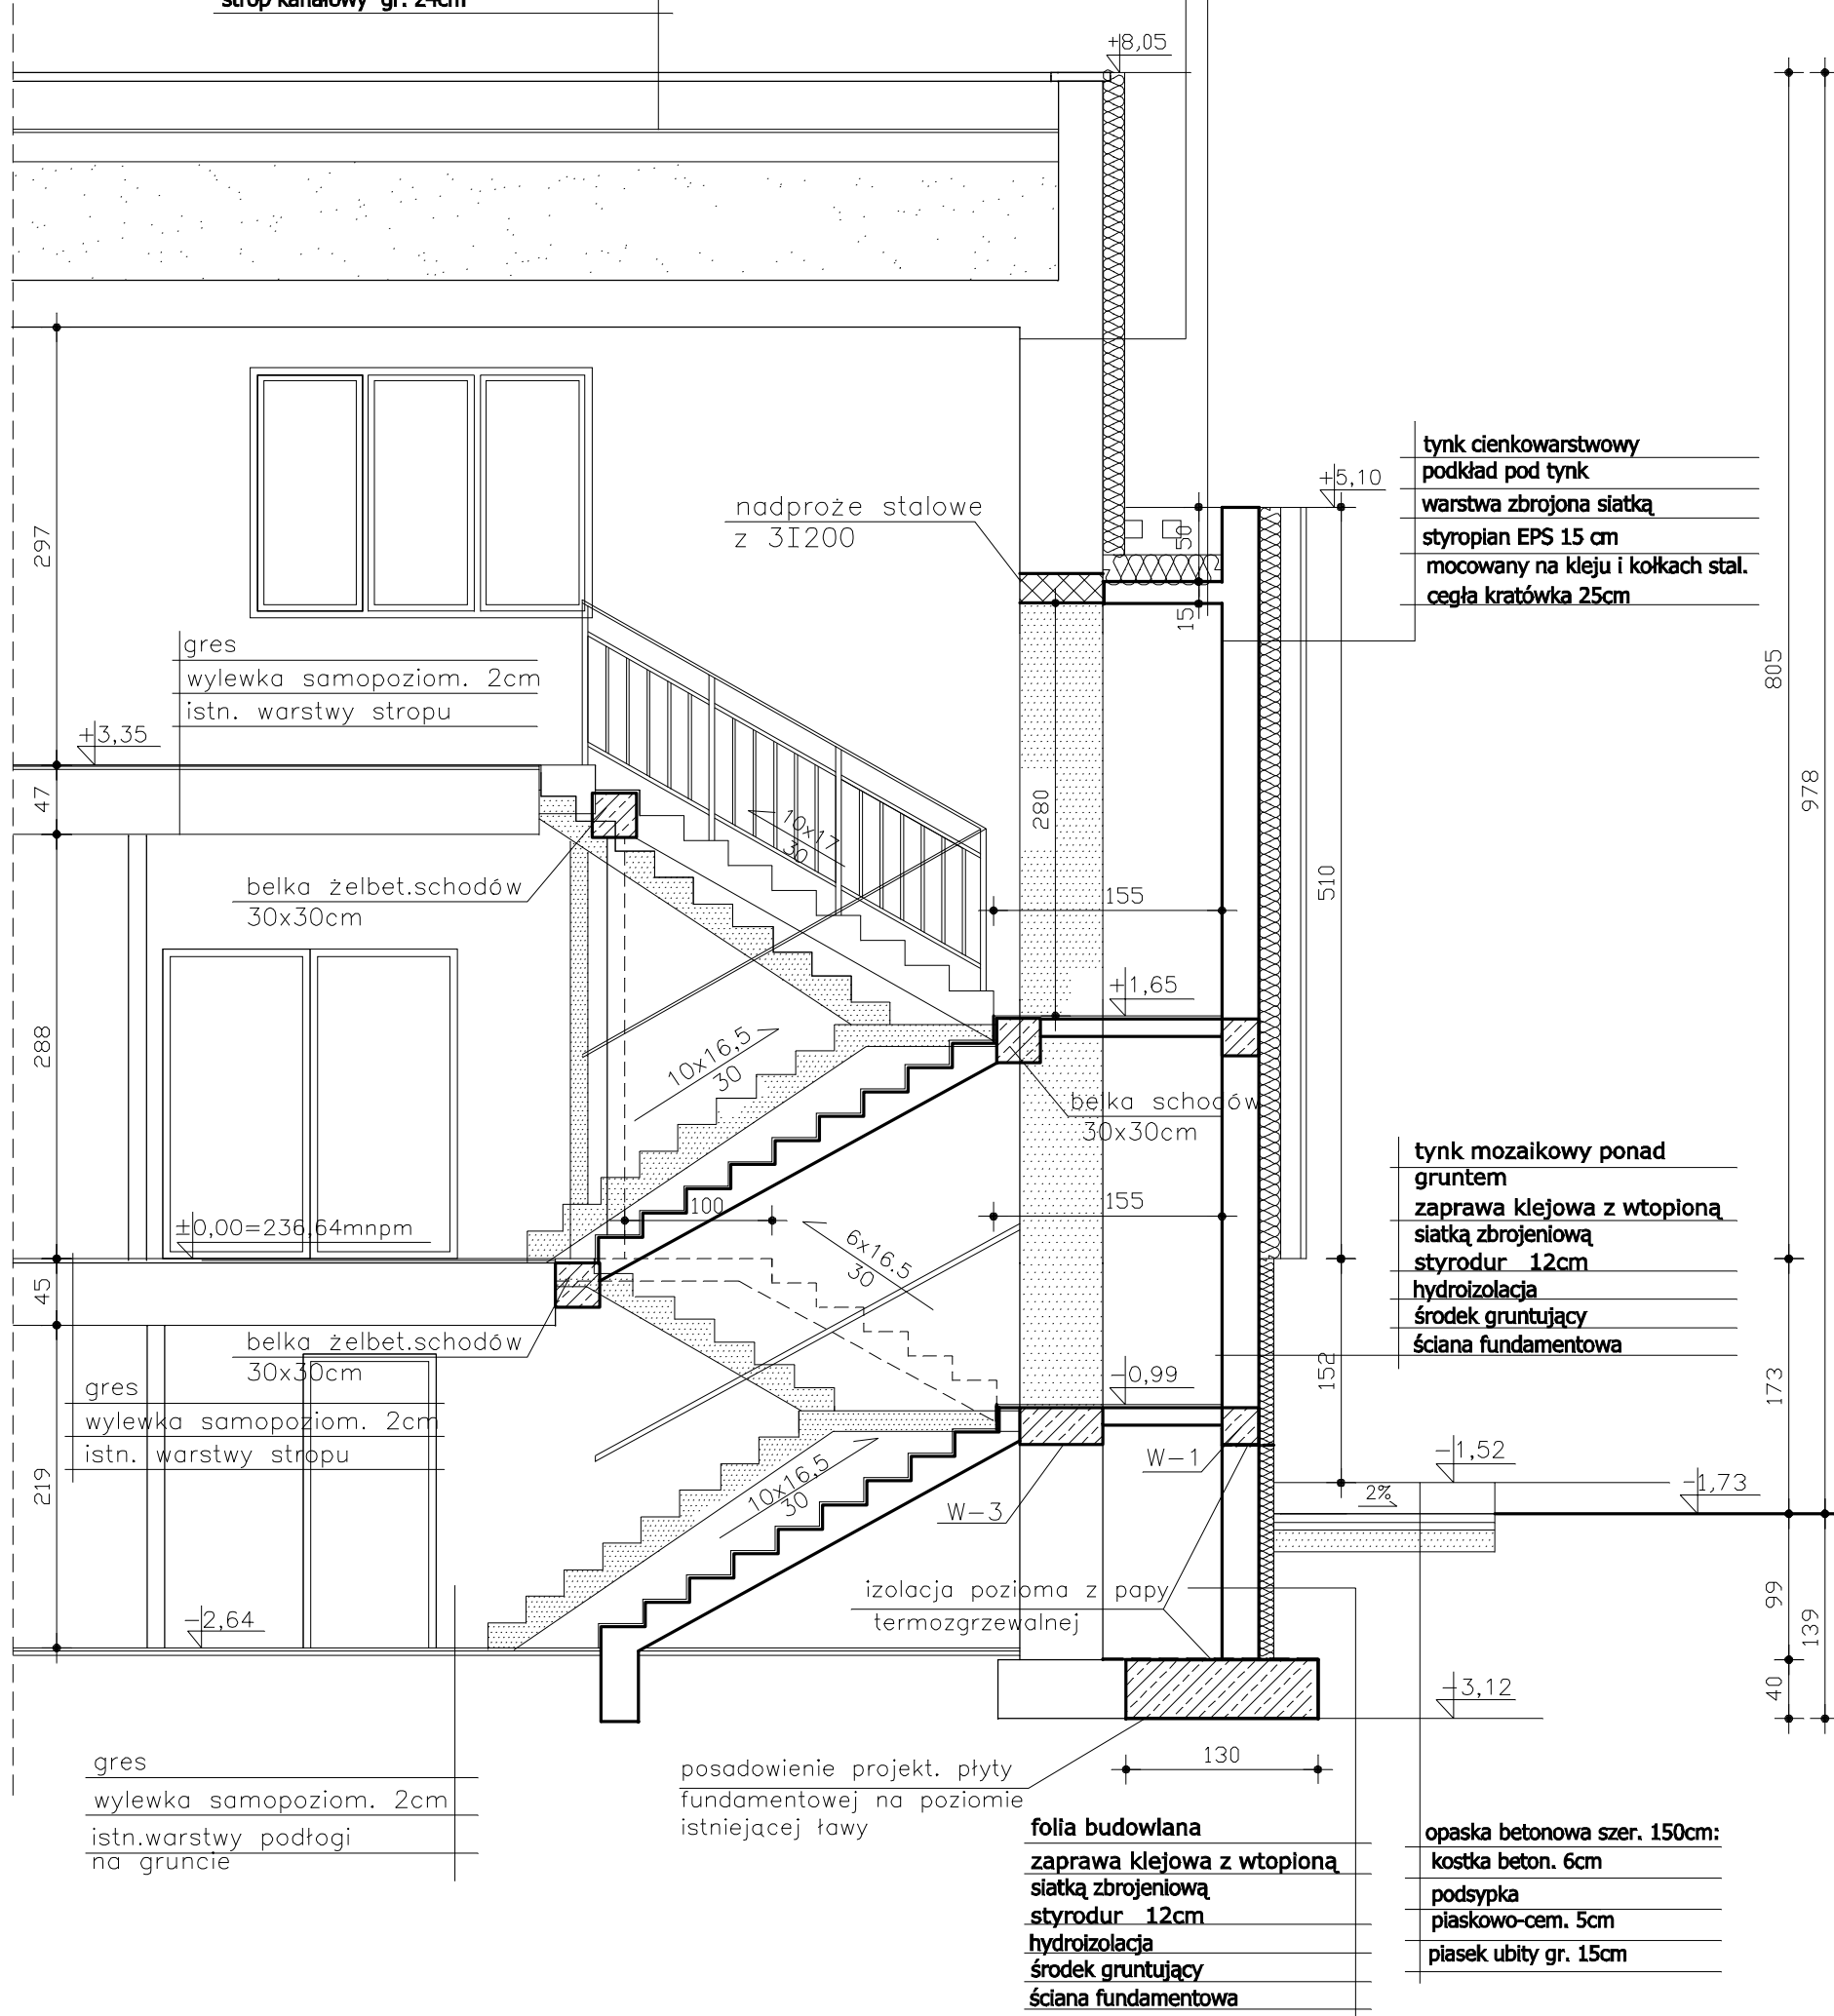 strop kanałowy gr. 24cm
+8,05
tynk cienkowarstwowy
podkład pod tynk
warstwa zbrojona siatką
styropian EPS 15 cm
mocowany na kleju i kołkach stal.
cegła kratówka 25cm
+5,10
nadproże stalowe
z 3I200
50
15
297
gres
wylewka samopoziom. 2cm
istn. warstwy stropu
+3,35
47
805
978
280
10x17
30
510
belka żelbet.schodów
30x30cm
155
+1,65
288
10x16,5
30
belka schodów
30x30cm
tynk mozaikowy ponad
gruntem
zaprawa klejowa z wtopioną
siatką zbrojeniową
styrodur 12cm
hydroizolacja
środek gruntujący
ściana fundamentowa
100
155
±0,00=236,64mnpm
6x16.5
30
45
belka żelbet.schodów
30x30cm
-0,99
152
173
gres
wylewka samopoziom. 2cm
istn. warstwy stropu
219
W-1
-1,52
-1,73
2%
10x16,5
30
W-3
izolacja pozioma z papy
termozgrzewalnej
99
139
-2,64
40
-3,12
130
gres
wylewka samopoziom. 2cm
istn.warstwy podłogi
na gruncie
posadowienie projekt. płyty
fundamentowej na poziomie
istniejącej ławy
folia budowlana
zaprawa klejowa z wtopioną
siatką zbrojeniową
styrodur 12cm
hydroizolacja
środek gruntujący
ściana fundamentowa
opaska betonowa szer. 150cm:
kostka beton. 6cm
podsypka
piaskowo-cem. 5cm
piasek ubity gr. 15cm